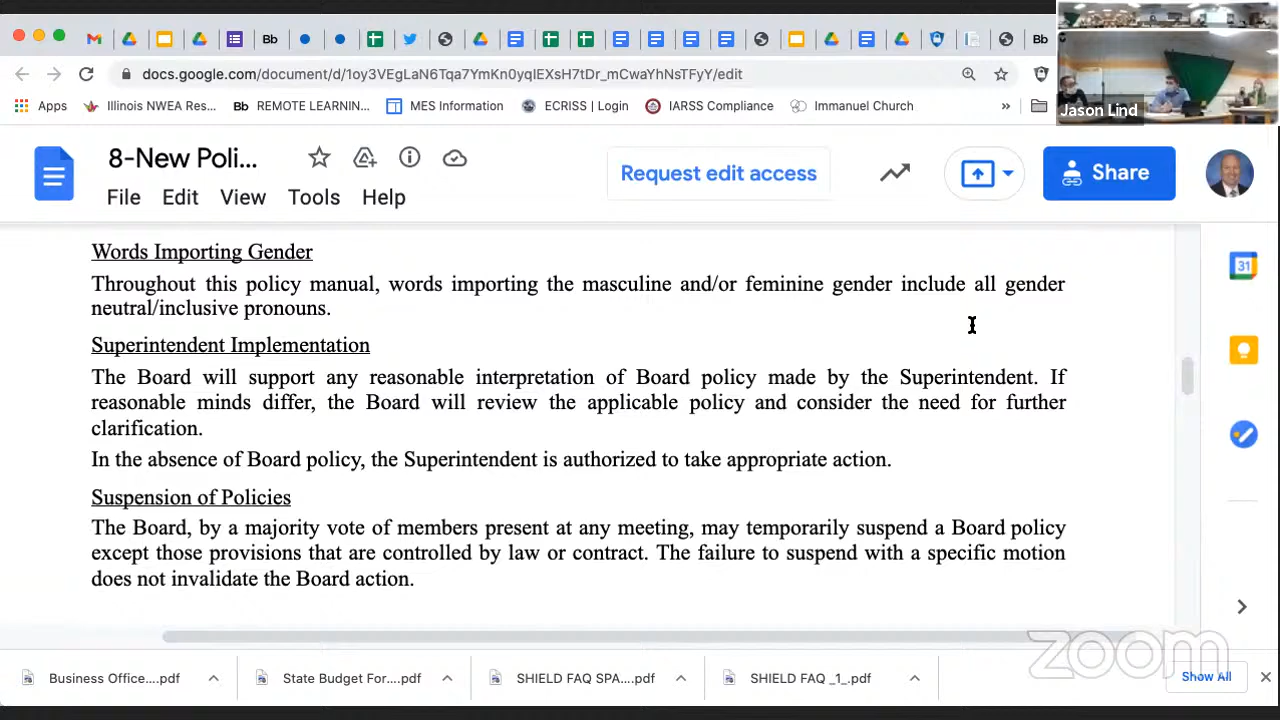 Bb
Bb
docs.google.com/document/d/1oy3VEgLaN6Tqa7YmKn0yqIEXsH7tDr_mCwaYhNsTFyY/edit
Jason Lind
Apps
Illinois NWEA Res...
Bb REMOTE LEARNIN...
MES Information
ECRISS | Login
IARSS Compliance
Immanuel Church
»
8-New Poli...
Request edit access
Share
File Edit View Tools Help
31
Words Importing Gender
Throughout this policy manual, words importing the masculine and/or feminine gender include all gender
neutral/inclusive pronouns.
Superintendent Implementation
The Board will support any reasonable interpretation of Board policy made by the Superintendent. If
reasonable minds differ, the Board will review the applicable policy and consider the need for further
clarification.
In the absence of Board policy, the Superintendent is authorized to take appropriate action.
Suspension of Policies
The Board, by a majority vote of members present at any meeting, may temporarily suspend a Board policy
except those provisions that are controlled by law or contract. The failure to suspend with a specific motion
does not invalidate the Board action.
zoom
Business Office....pdf
State Budget For....pdf
SHIELD FAQ SPA....pdf
SHIELD FAQ _1_.pdf
Show All